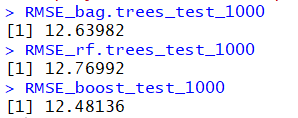 > RMSE_bag.trees_test_1000
[1] 12.63982
> RMSE_rf.trees_test_1000
[1] 12.76992
> RMSE_boost_test_1000
[1] 12.48136